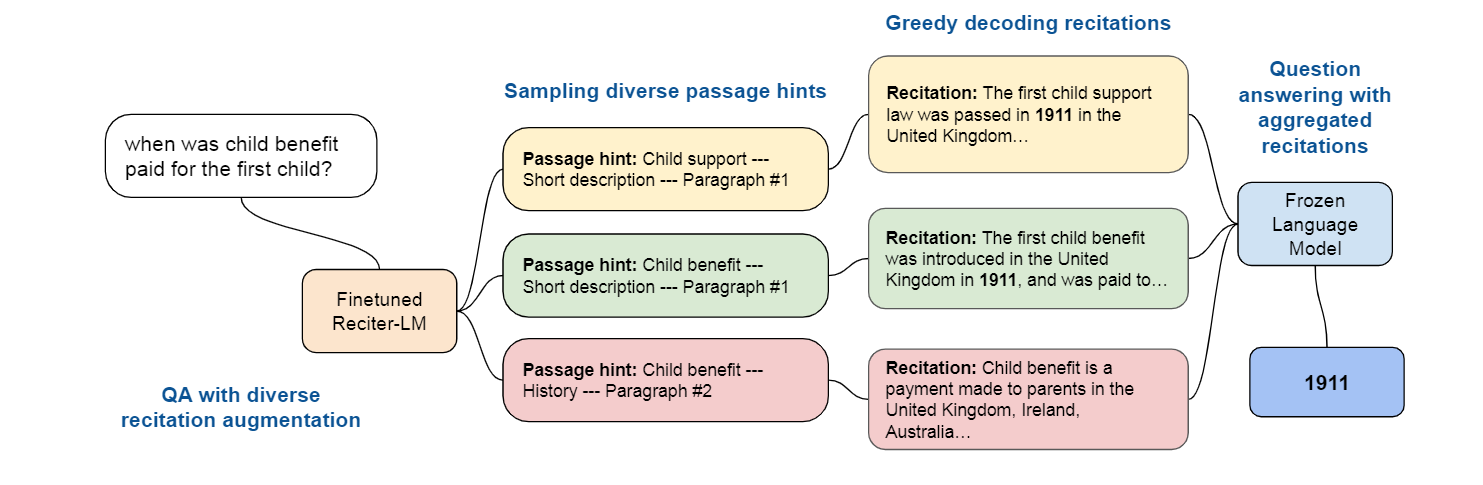 when was child benefit
paid for the first child?
Finetuned
Reciter-LM
QA with diverse
recitation augmentation
Sampling diverse passage hints
Passage hint: Child support ---
Short description --- Paragraph #1
Passage hint: Child benefit ---
Short description --- Paragraph #1
Passage hint: Child benefit ---
History --- Paragraph #2
Greedy decoding recitations
Recitation: The first child support
law was passed in 1911 in the
United Kingdom…
Recitation: The first child benefit
was introduced in the United
Kingdom in 1911, and was paid to…
Recitation: Child benefit is a
payment made to parents in the
United Kingdom, Ireland,
Australia…
Question
answering with
aggregated
recitations
Frozen
Language
Model
1911